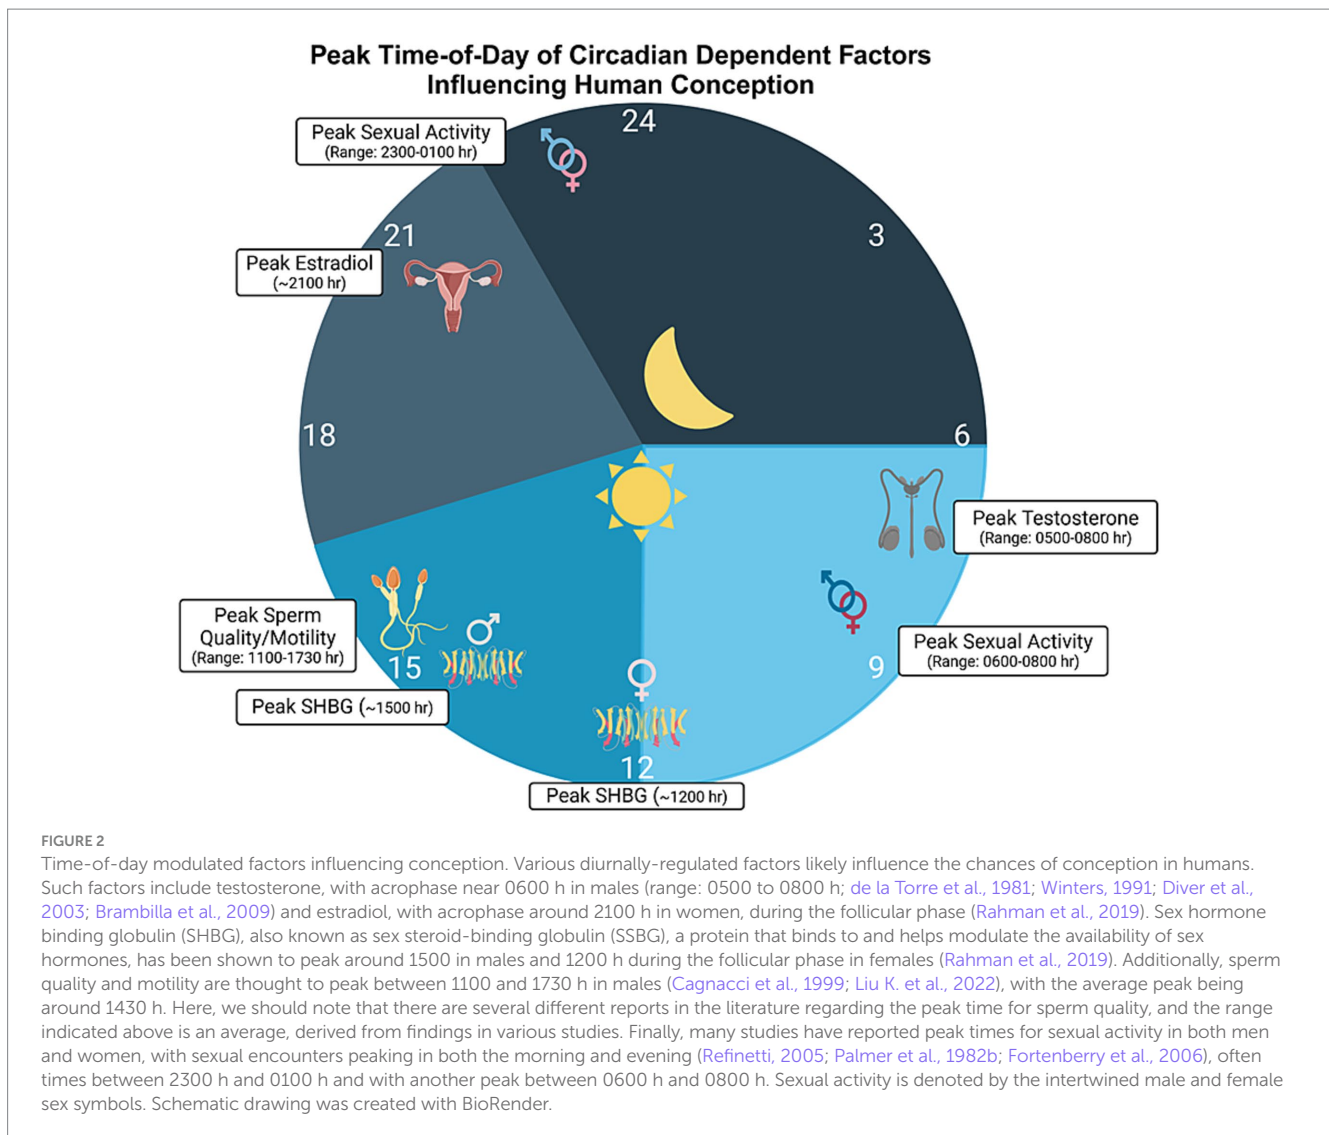 Peak Time-of-Day of Circadian Dependent Factors
Influencing Human Conception
24
Peak Sexual Activity
(Range: 2300-0100 hr)
21
3
Peak Estradiol
(~2100 hr)
18
6
Peak Testosterone
(Range: 0500-0800 hr)
Peak Sperm
Quality/Motility
(Range: 1100-1730 hr)
Peak Sexual Activity
(Range: 0600-0800 hr)
15
9
Peak SHBG (~1500 hr)
12
Peak SHBG (~1200 hr)
FIGURE 2
Time-of-day modulated factors influencing conception. Various diurnally-regulated factors likely influence the chances of conception in humans.
Such factors include testosterone, with acrophase near 0600 h in males (range: 0500 to 0800 h; de la Torre et al., 1981; Winters, 1991; Diver et al.,
2003; Brambilla et al., 2009) and estradiol, with acrophase around 2100 h in women, during the follicular phase (Rahman et al., 2019). Sex hormone
binding globulin (SHBG), also known as sex steroid-binding globulin (SSBG), a protein that binds to and helps modulate the availability of sex
hormones, has been shown to peak around 1500 in males and 1200 h during the follicular phase in females (Rahman et al., 2019). Additionally, sperm
quality and motility are thought to peak between 1100 and 1730 h in males (Cagnacci et al., 1999; Liu K. et al., 2022), with the average peak being
around 1430 h. Here, we should note that there are several different reports in the literature regarding the peak time for sperm quality, and the range
indicated above is an average, derived from findings in various studies. Finally, many studies have reported peak times for sexual activity in both men
and women, with sexual encounters peaking in both the morning and evening (Refinetti, 2005; Palmer et al., 1982b; Fortenberry et al., 2006), often
times between 2300 h and 0100 h and with another peak between 0600 h and 0800 h. Sexual activity is denoted by the intertwined male and female
sex symbols. Schematic drawing was created with BioRender.